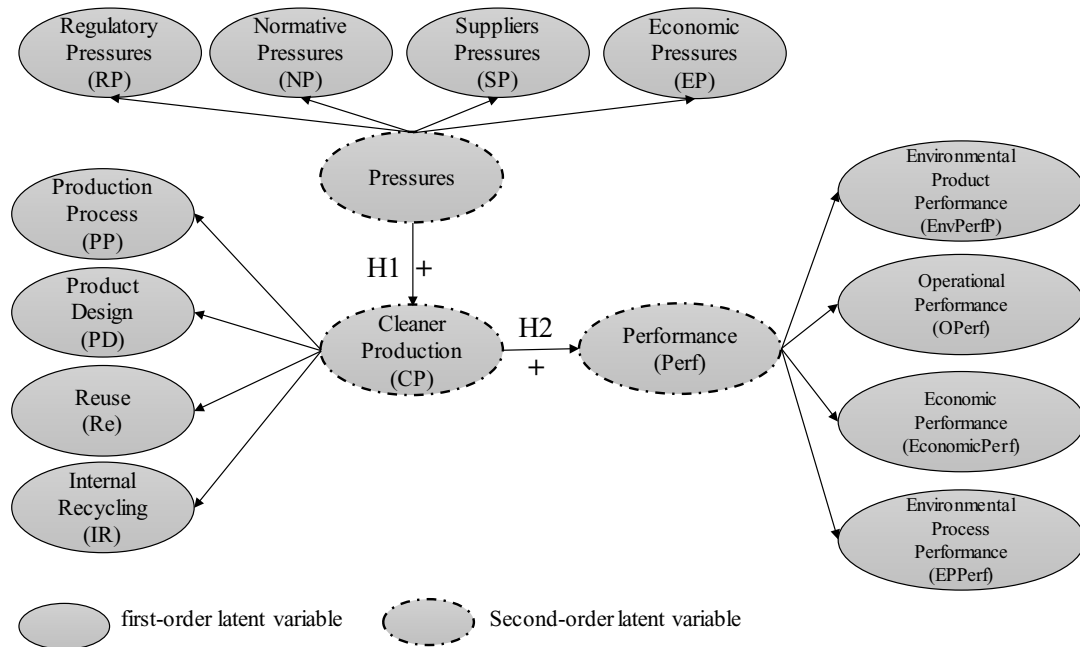 Regulatory
Pressures
(RP)
Normative
Pressures
(NP)
Suppliers
Pressures
(SP)
Economic
Pressures
(EP)
Pressures
Production
Process
(PP)
Product
Design
(PD)
Reuse
(Re)
Internal
Recycling
(IR)
H1 +
Cleaner
Production
(CP)
H2
+
Performance
(Perf)
Environmental
Product
Performance
(EnvPerfP)
Operational
Performance
(OPerf)
Economic
Performance
(EconomicPerf)
Environmental
Process
Performance
(EPPerf)
first-order latent variable
Second-order latent variable